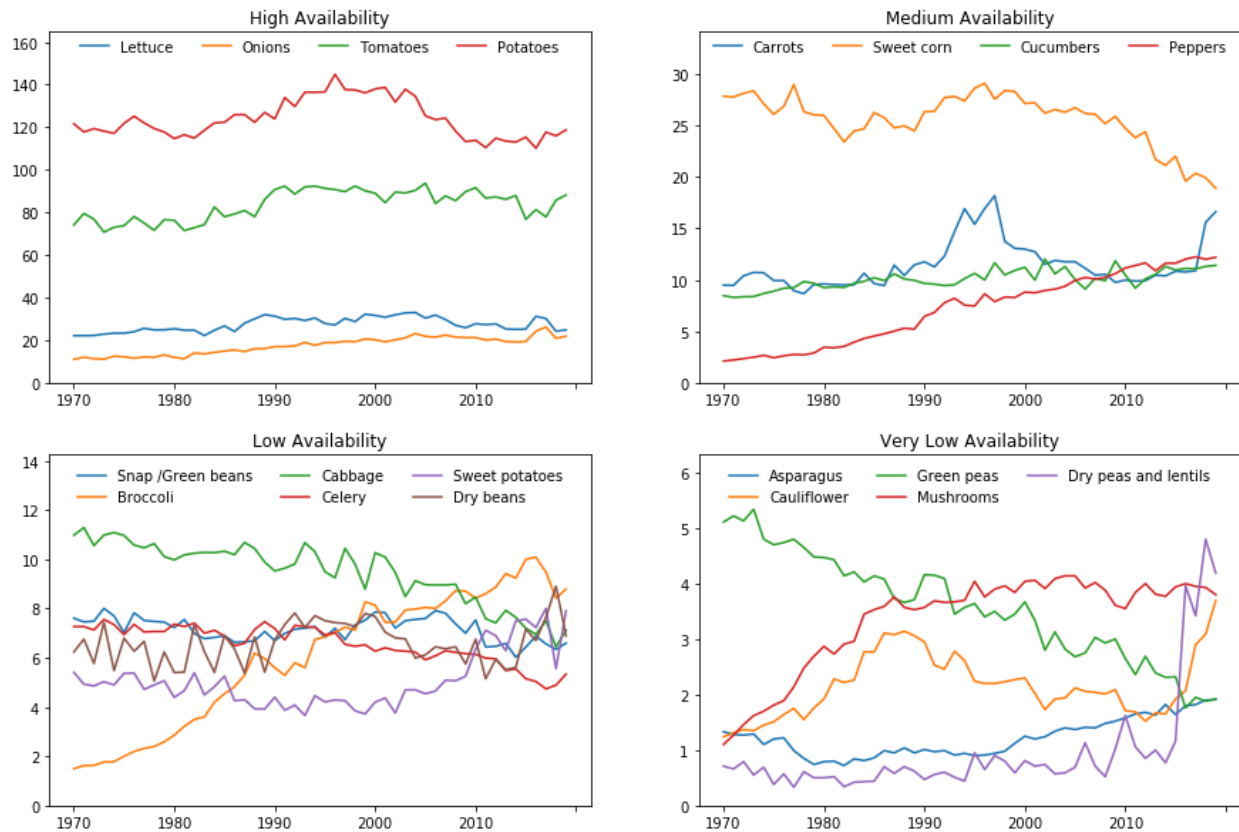 High Availability
Lettuce Onions Tomatoes Potatoes
160
140
120
100
80
60
40
20
0
1970 1980 1990 2000 2010
Medium Availability
Carrots Sweet corn Cucumbers Peppers
30
25
20
15
10
5
0
1970 1980 1990 2000 2010
Low Availability
Snap /Green beans Cabbage Sweet potatoes
Broccoli Celery Dry beans
14
12
10
8
6
4
2
0
1970 1980 1990 2000 2010
Very Low Availability
Asparagus Green peas Dry peas and lentils
Cauliflower Mushrooms
6
5
4
3
2
1
0
1970 1980 1990 2000 2010